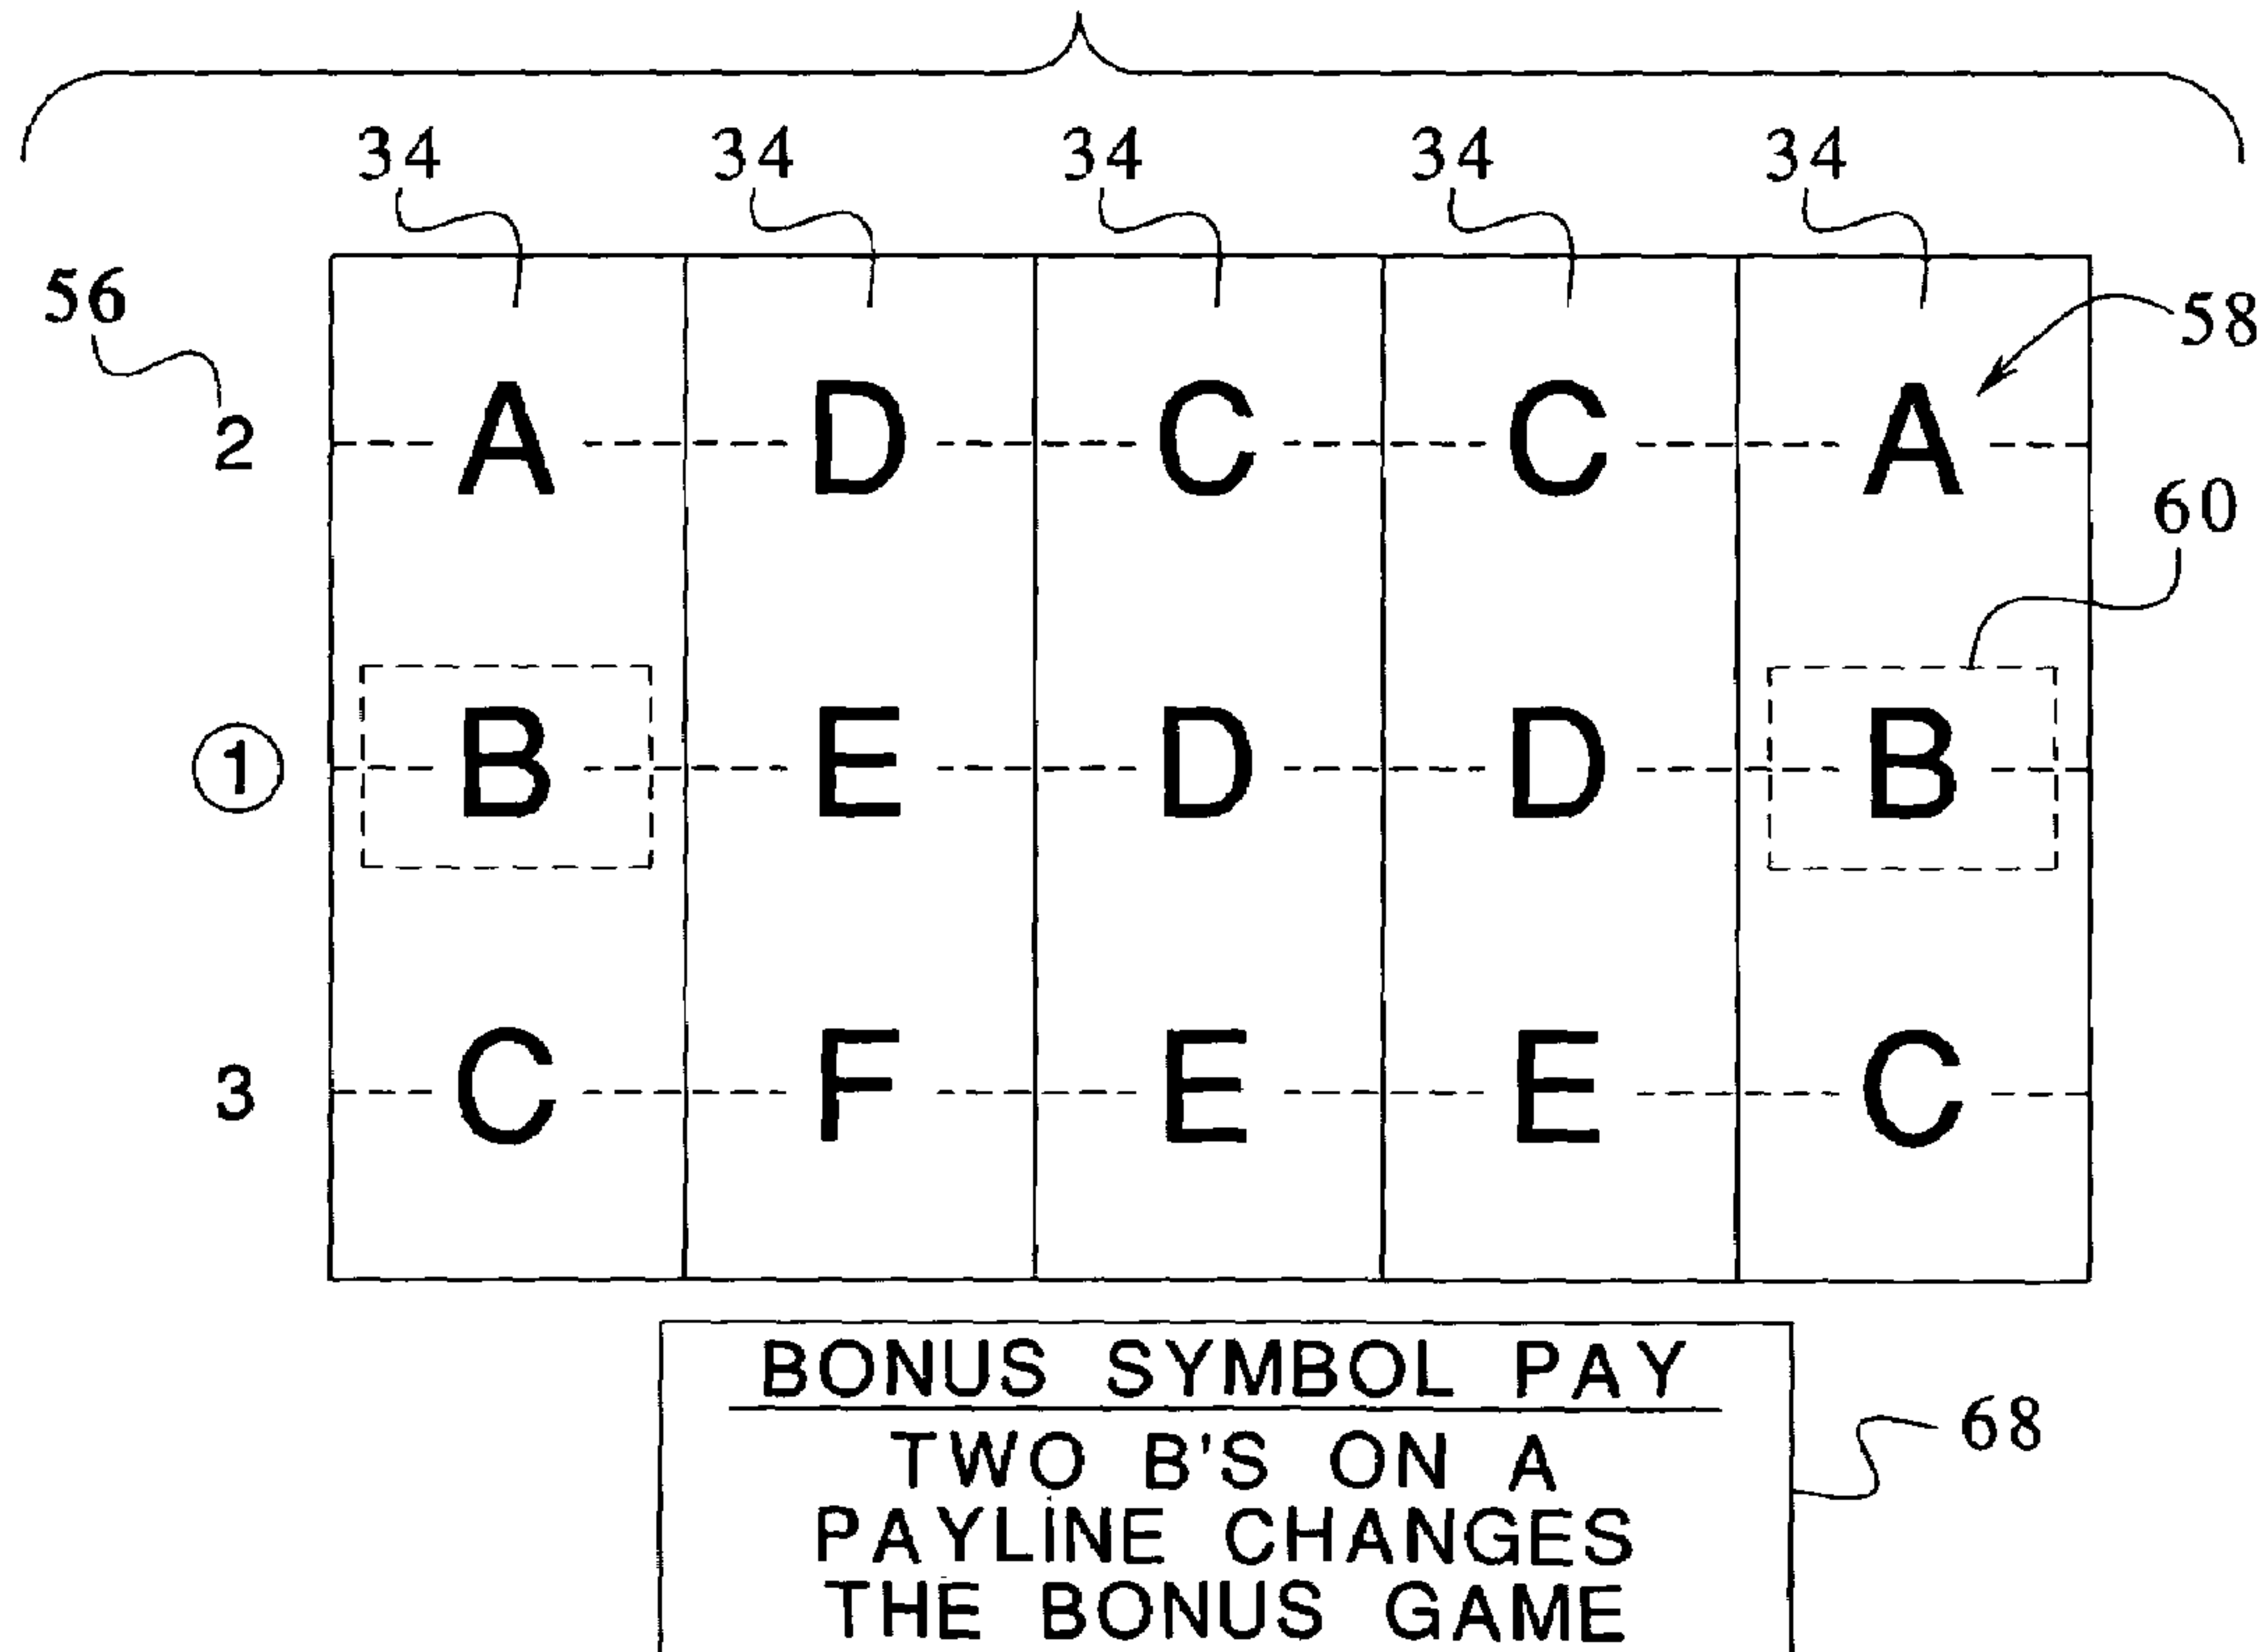 34 34 34 34 34
56
58
2 A D C C A
60
1 B E D D B
3 C F E E C
BONUS SYMBOL PAY
68
TWO B'S ON A
PAYLINE CHANGES
THE BONUS GAME